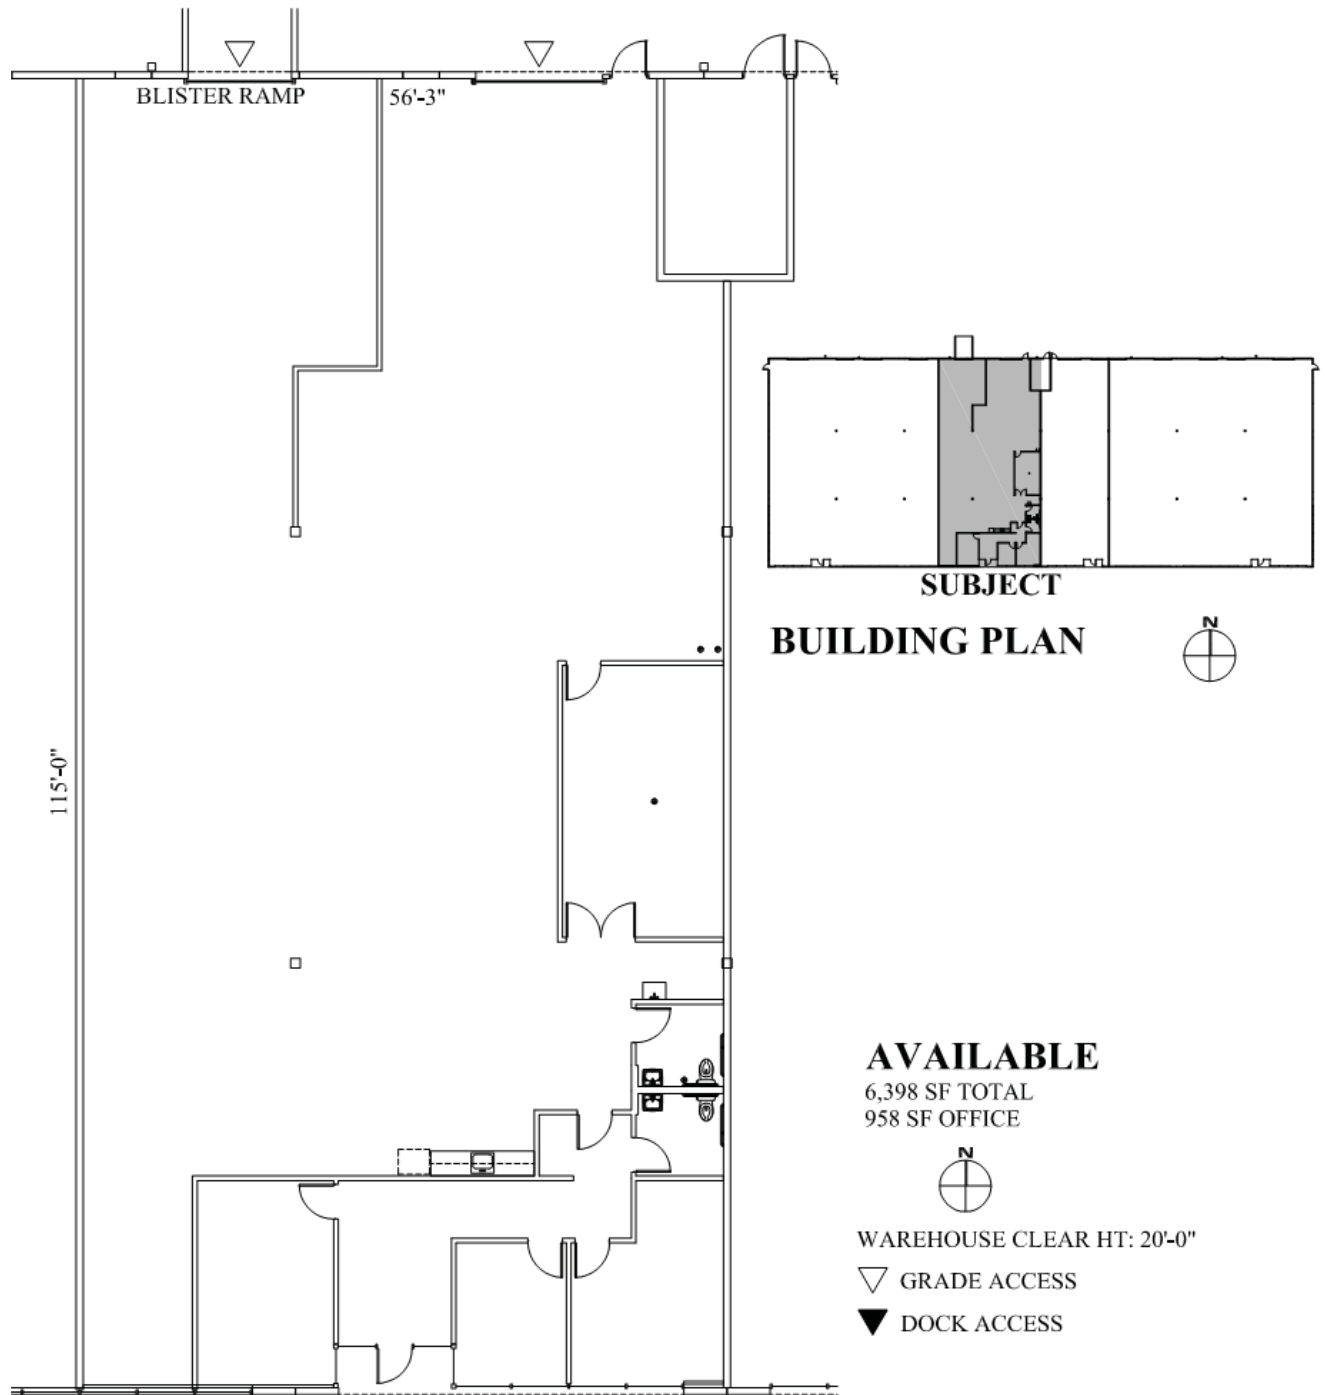 BLISTER RAMP
56'-3"
115'-0"
SUBJECT
BUILDING PLAN
N
AVAILABLE
6,398 SF TOTAL
958 SF OFFICE
N
WAREHOUSE CLEAR HT: 20'-0"
GRADE ACCESS
DOCK ACCESS